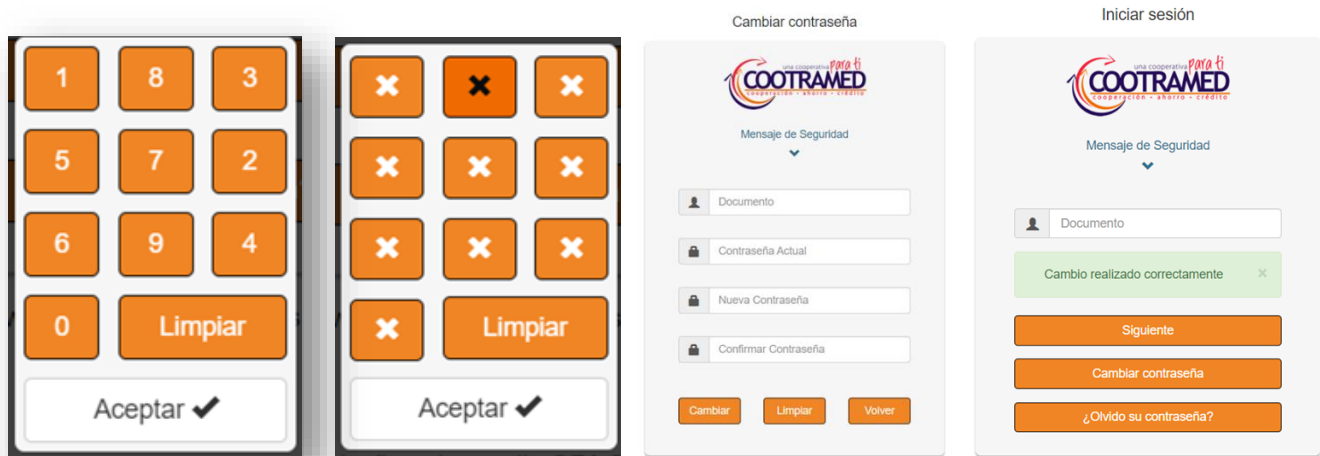 1 8 3
5 7 2
6 9 4
0 Limpiar
Aceptar
Limpiar
Aceptar
Cambiar contraseña
una cooperativa para ti
COOTRAMED
cooperación • ahorro • crédito
Mensaje de Seguridad
Documento
Contraseña Actual
Nueva Contraseña
Confirmar Contraseña
Cambiar Limpiar Volver
Iniciar sesión
una cooperativa para ti
COOTRAMED
cooperación • ahorro • crédito
Mensaje de Seguridad
Documento
Cambio realizado correctamente ×
Siguiente
Cambiar contraseña
¿Olvido su contraseña?